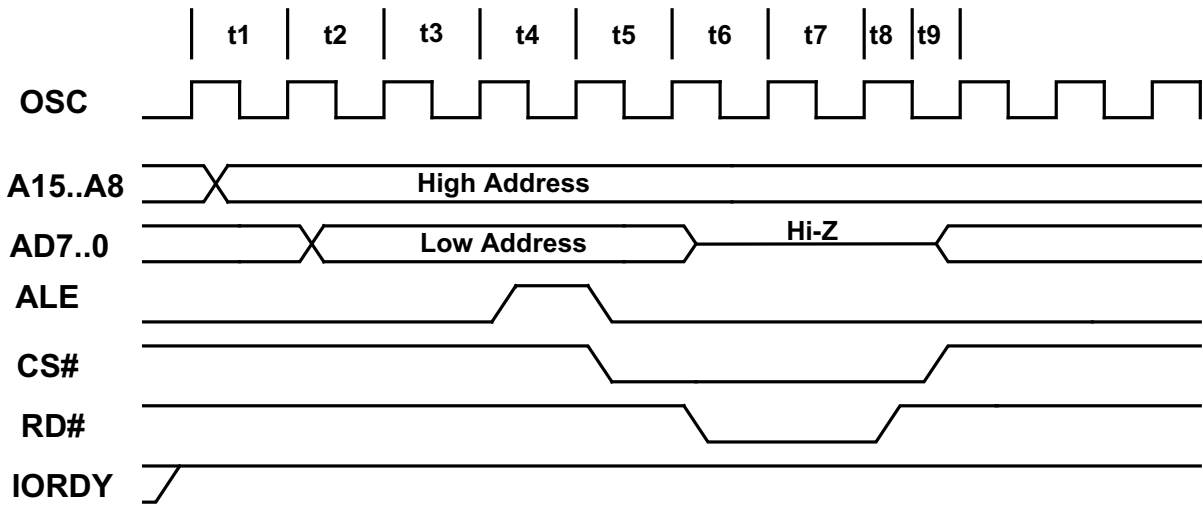 t1 t2 t3 t4 t5 t6 t7 t8 t9
OSC
A15..A8 High Address
AD7..0 Low Address Hi-Z
ALE
CS#
RD#
IORDY